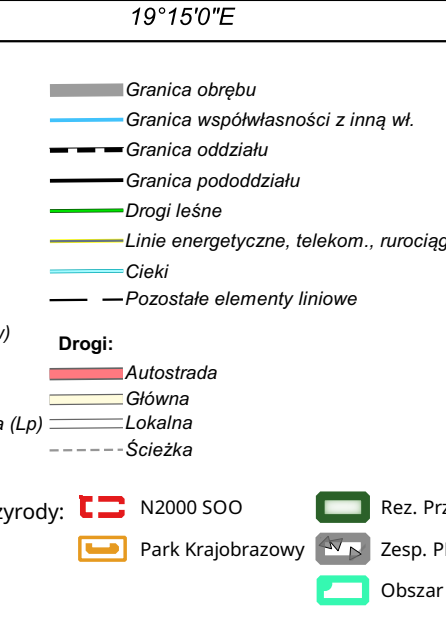 19°15'0"E
Granica obrębu
Granica współwłasności z inną wł.
Granica oddziału
Granica pododdziału
Drogi leśne
Linie energetyczne, telekom., rurociąg
Cieki
Pozostałe elementy liniowe
Drogi:
Autostrada
Główna
a (Lp) Lokalna
Ścieżka
zyrody: N2000 SOO Rez. Prz
Park Krajobrazowy Zesp. P
Obszar